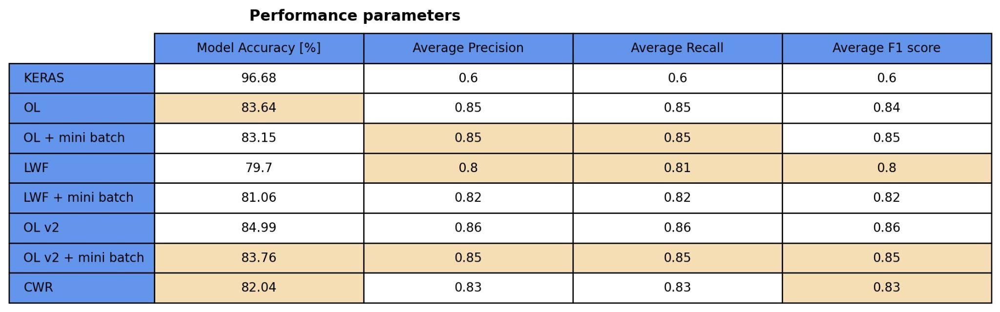 Performance parameters
Model Accuracy [%] Average Precision Average Recall Average F1 score
KERAS 96.68 0.6 0.6 0.6
OL 83.64 0.85 0.85 0.84
OL + mini batch 83.15 0.85 0.85 0.85
LWF 79.7 0.8 0.81 0.8
LWF + mini batch 81.06 0.82 0.82 0.82
OL v2 84.99 0.86 0.86 0.86
OL v2 + mini batch 83.76 0.85 0.85 0.85
CWR 82.04 0.83 0.83 0.83